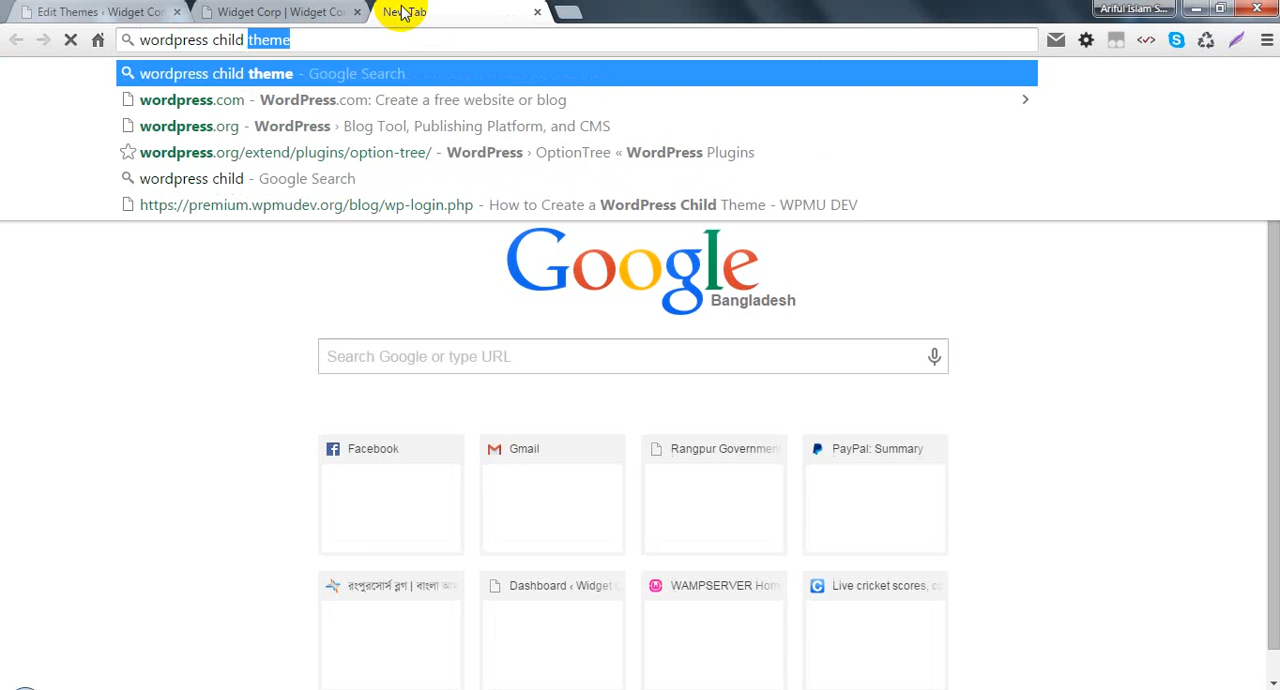 Edit Themes ‹ Widget Cor
Widget Corp | Widget Co
New Tab
Ariful Islam S...
wordpress child theme
wordpress child theme - Google Search
wordpress.com - WordPress.com: Create a free website or blog
wordpress.org - WordPress › Blog Tool, Publishing Platform, and CMS
wordpress.org/extend/plugins/option-tree/ - WordPress › OptionTree « WordPress Plugins
wordpress child - Google Search
https://premium.wpmudev.org/blog/wp-login.php - How to Create a WordPress Child Theme - WPMU DEV
Google
Bangladesh
Search Google or type URL
Facebook
Gmail
Rangpur Governmen
PayPal: Summary
রংপুরসোর্স ব্লগ | বাংলা
Dashboard ‹ Widget
WAMPSERVER Hom
Live cricket scores, c